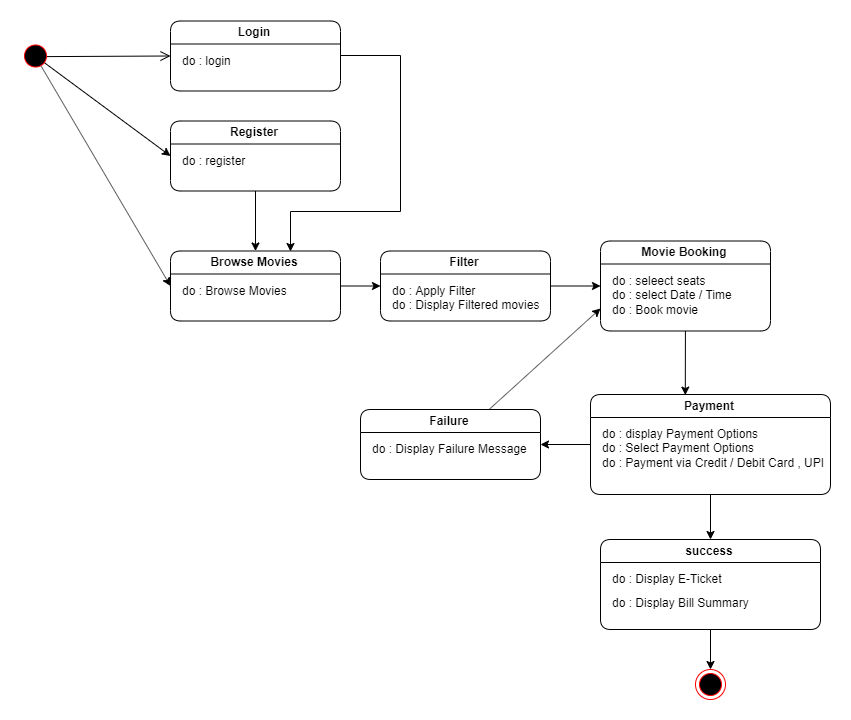 Login
do : login
Register
do : register
Browse Movies
do : Browse Movies
Filter
do : Apply Filter
do : Display Filtered movies
Movie Booking
do : seleect seats
do : select Date / Time
do : Book movie
Failure
do : Display Failure Message
Payment
do : display Payment Options
do : Select Payment Options
do : Payment via Credit / Debit Card , UPI
success
do : Display E-Ticket
do : Display Bill Summary